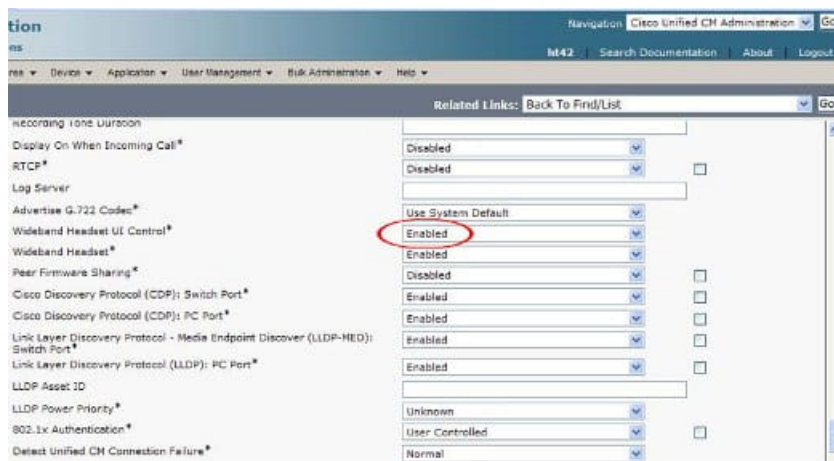 tion
Navigation Cisco Unified CM Administration Go
ns
ht42 Search Documentation About Logout
Device Application User Management Bulk Administration Help
Related Links: Back To Find/List Go
Recording Tone Duration
Display On When Incoming Call* Disabled
RTCP* Disabled
Log Server
Advertise G.722 Codec* Use System Default
Wideband Headset UI Control* Enabled
Wideband Headset* Enabled
Peer Firmware Sharing* Disabled
Cisco Discovery Protocol (CDP): Switch Port* Enabled
Cisco Discovery Protocol (CDP): PC Port* Enabled
Link Layer Discovery Protocol - Media Endpoint Discover (LLDP-MED):
Switch Port* Enabled
Link Layer Discovery Protocol (LLDP): PC Port* Enabled
LLDP Asset ID
LLDP Power Priority* Unknown
802.1x Authentication* User Controlled
Detect Unified CM Connection Failure* Normal